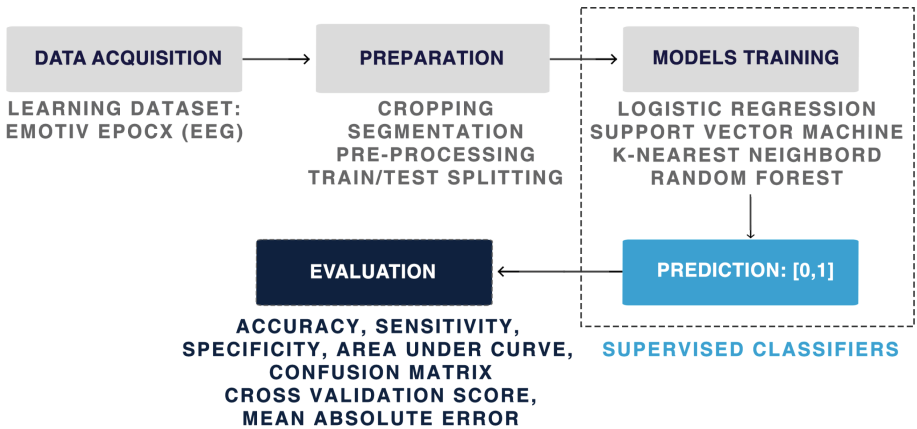 DATA ACQUISITION
LEARNING DATASET:
EMOTIV EPOCX (EEG)
PREPARATION
CROPPING
SEGMENTATION
PRE-PROCESSING
TRAIN/TEST SPLITTING
MODELS TRAINING
LOGISTIC REGRESSION
SUPPORT VECTOR MACHINE
K-NEAREST NEIGHBORD
RANDOM FOREST
PREDICTION: [0,1]
SUPERVISED CLASSIFIERS
EVALUATION
ACCURACY, SENSITIVITY,
SPECIFICITY, AREA UNDER CURVE,
CONFUSION MATRIX
CROSS VALIDATION SCORE,
MEAN ABSOLUTE ERROR